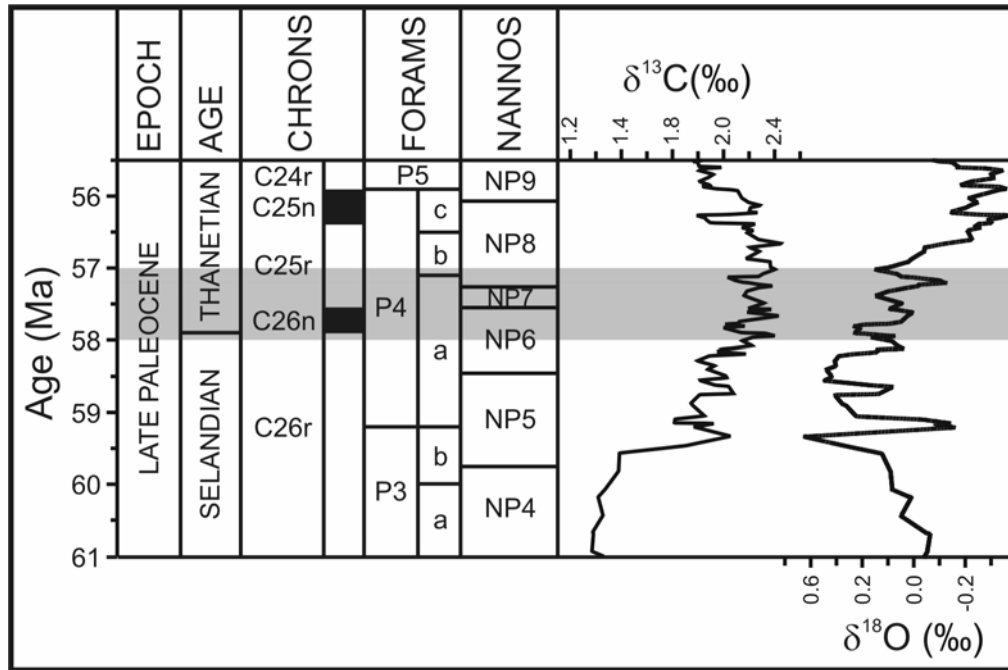 EPOCH
AGE
CHRONS
FORAMS
NANNOS
δ¹³C(‰)
1.2 1.4 1.8 2.0 2.4
Age (Ma)
56
57
58
59
60
61
LATE PALEOCENE
THANETIAN
SELANDIAN
C24r
C25n
C25r
C26n
C26r
P5
P4
P3
c
b
a
b
a
NP9
NP8
NP7
NP6
NP5
NP4
0.6 0.2 0.0 -0.2
δ¹⁸O (‰)